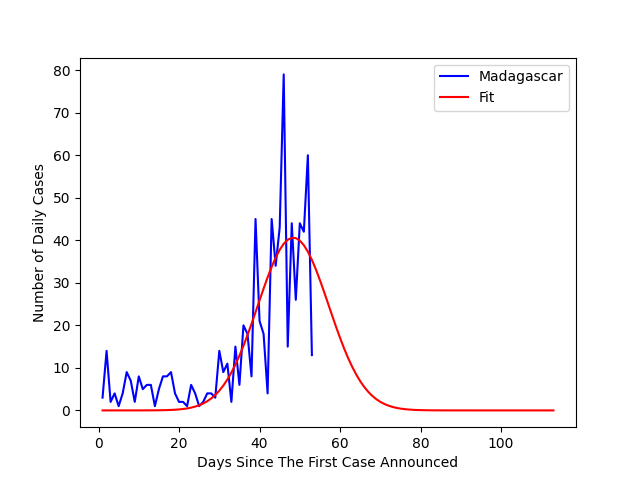 Madagascar
Fit
80
70
60
50
40
30
20
10
0
Number of Daily Cases
0 20 40 60 80 100
Days Since The First Case Announced